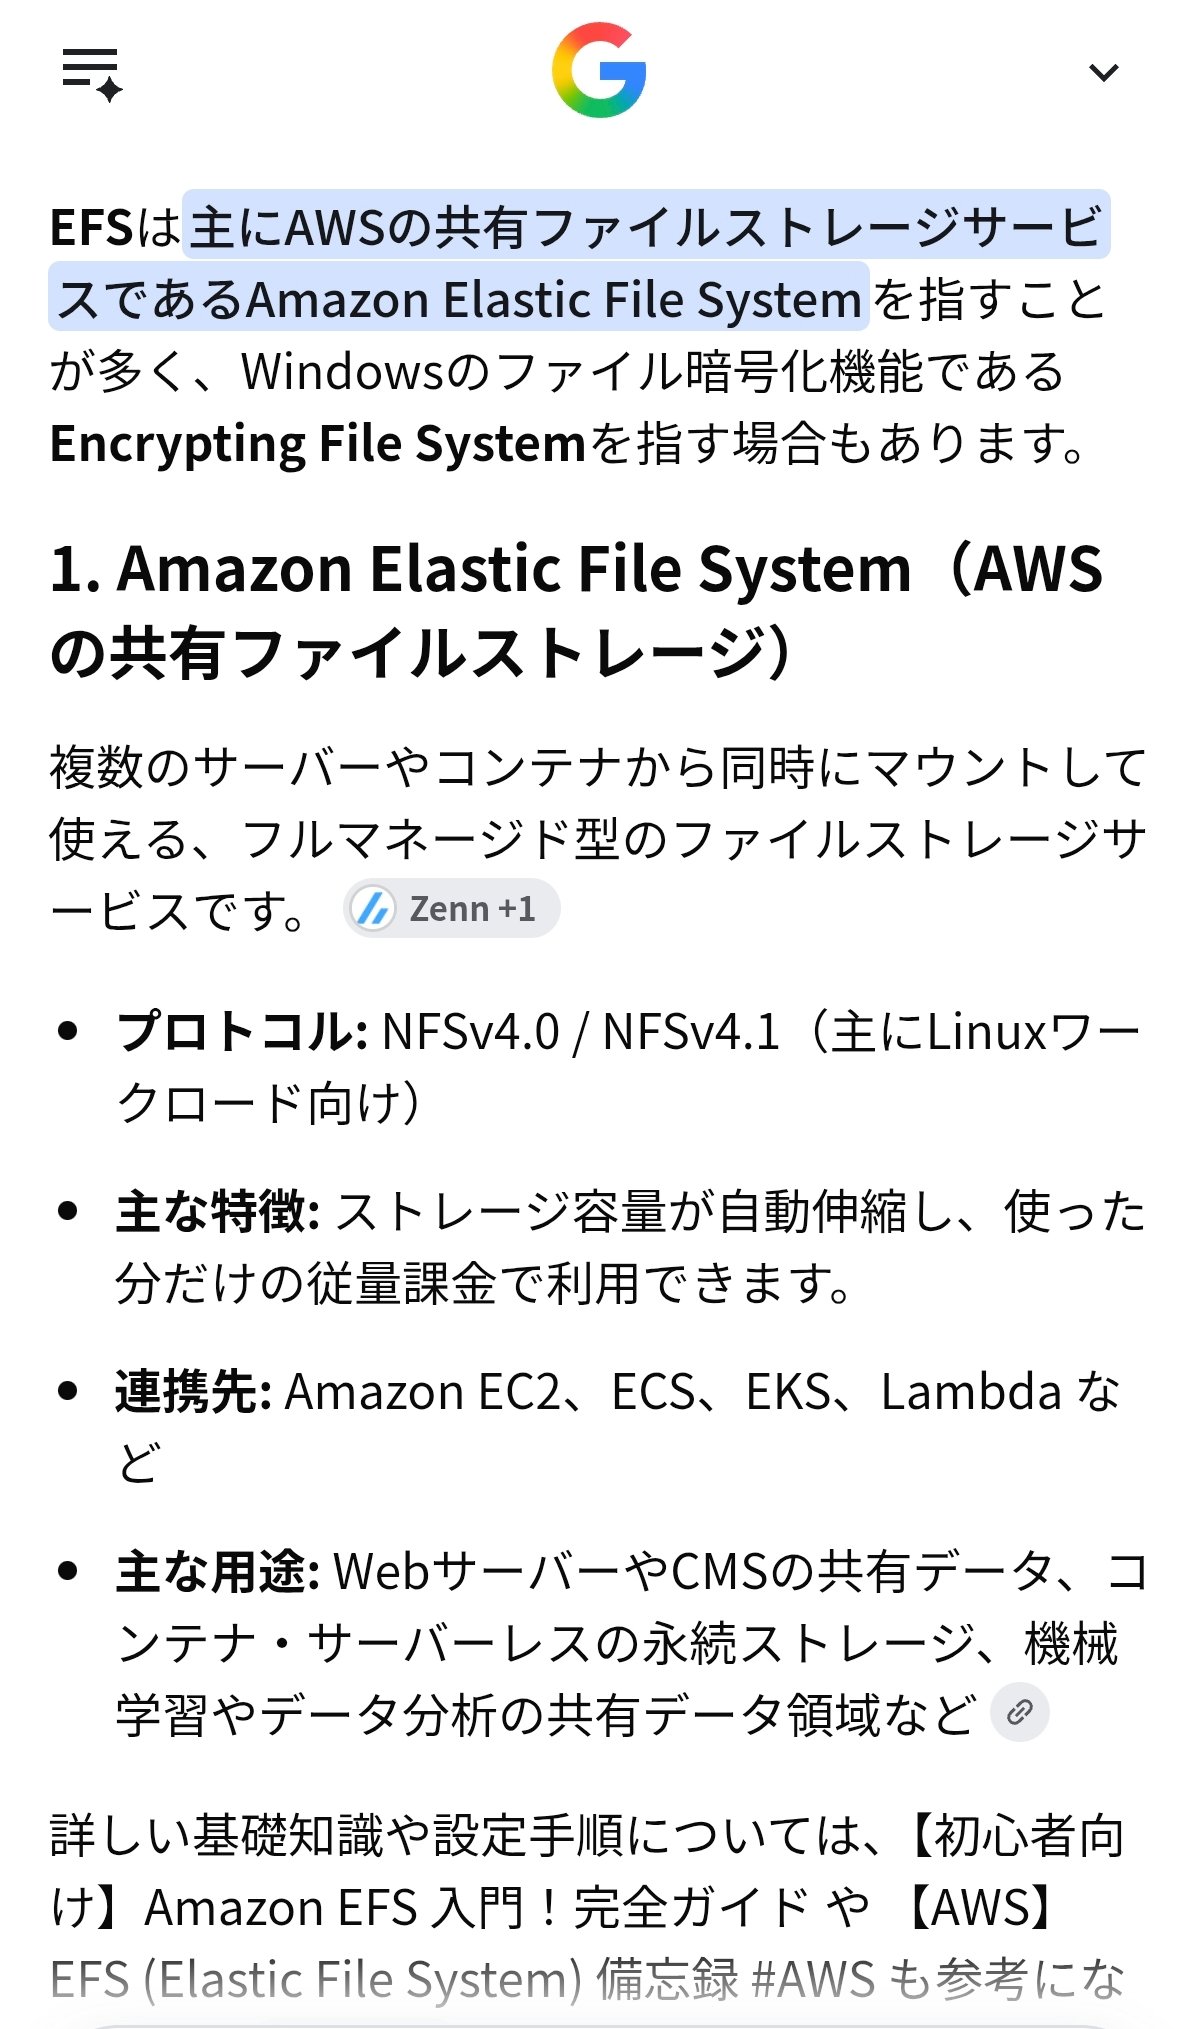 EFSは主にAWSの共有ファイルストレージサービ
スであるAmazon Elastic File Systemを指すこと
が多く、Windowsのファイル暗号化機能である
Encrypting File Systemを指す場合もあります。
1. Amazon Elastic File System（AWS
の共有ファイルストレージ）
複数のサーバーやコンテナから同時にマウントして
使える、フルマネージド型のファイルストレージサ
ービスです。 Zenn +1
• プロトコル: NFSv4.0 / NFSv4.1（主にLinuxワー
クロード向け）
• 主な特徴: ストレージ容量が自動伸縮し、使った
分だけの従量課金で利用できます。
• 連携先: Amazon EC2、ECS、EKS、Lambda な
ど
• 主な用途: WebサーバーやCMSの共有データ、コ
ンテナ・サーバーレスの永続ストレージ、機械
学習やデータ分析の共有データ領域など
詳しい基礎知識や設定手順については、【初心者向
け】Amazon EFS 入門！完全ガイド や 【AWS】
EFS (Elastic File System) 備忘録 #AWS も参考にな